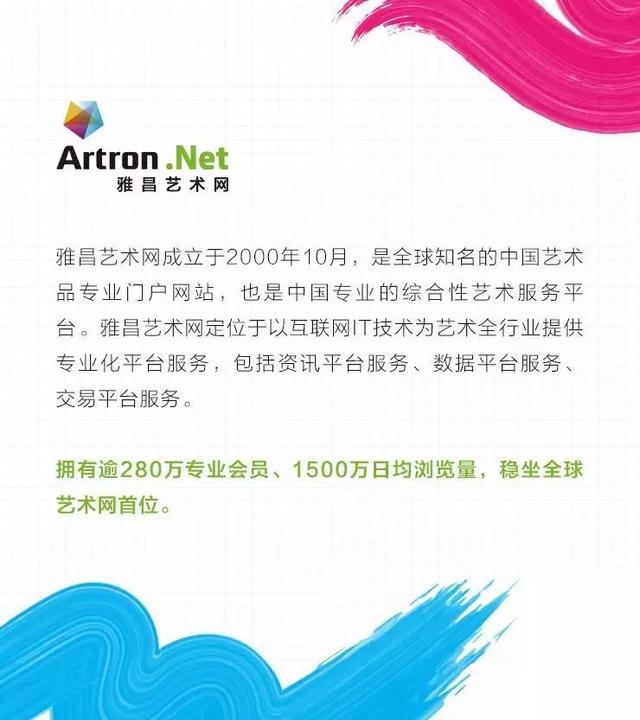 Artron.Net
雅昌艺术网
雅昌艺术网成立于2000年10月，是全球知名的中国艺术
品专业门户网站，也是中国专业的综合性艺术服务平
台。雅昌艺术网定位于以互联网IT技术为艺术全行业提供
专业化平台服务，包括资讯平台服务、数据平台服务、
交易平台服务。
拥有逾280万专业会员、1500万日均浏览量，稳坐全球
艺术网首位。